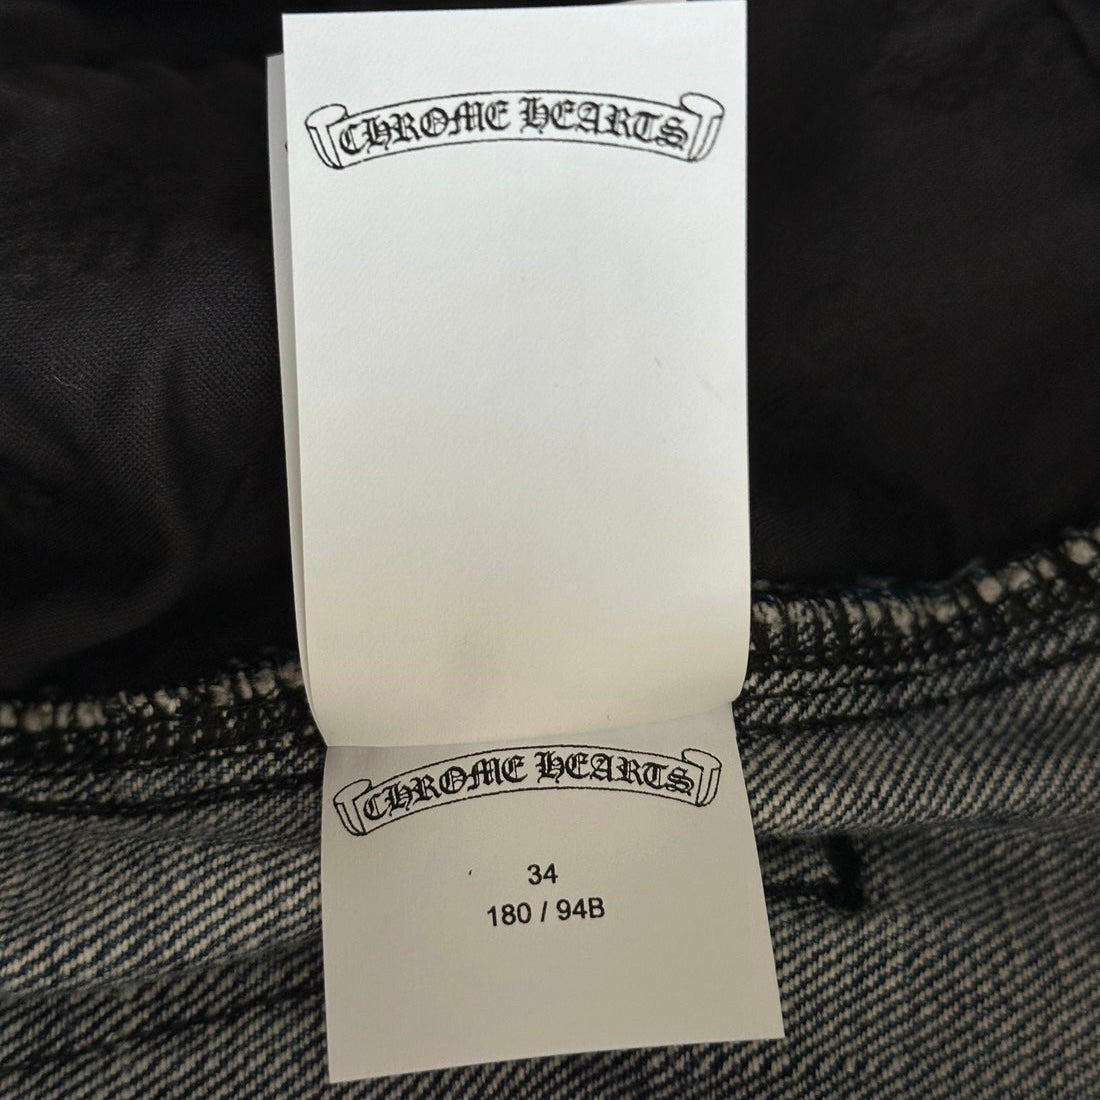 CHROME HEARTS
CHROME HEARTS
34
180 / 94B